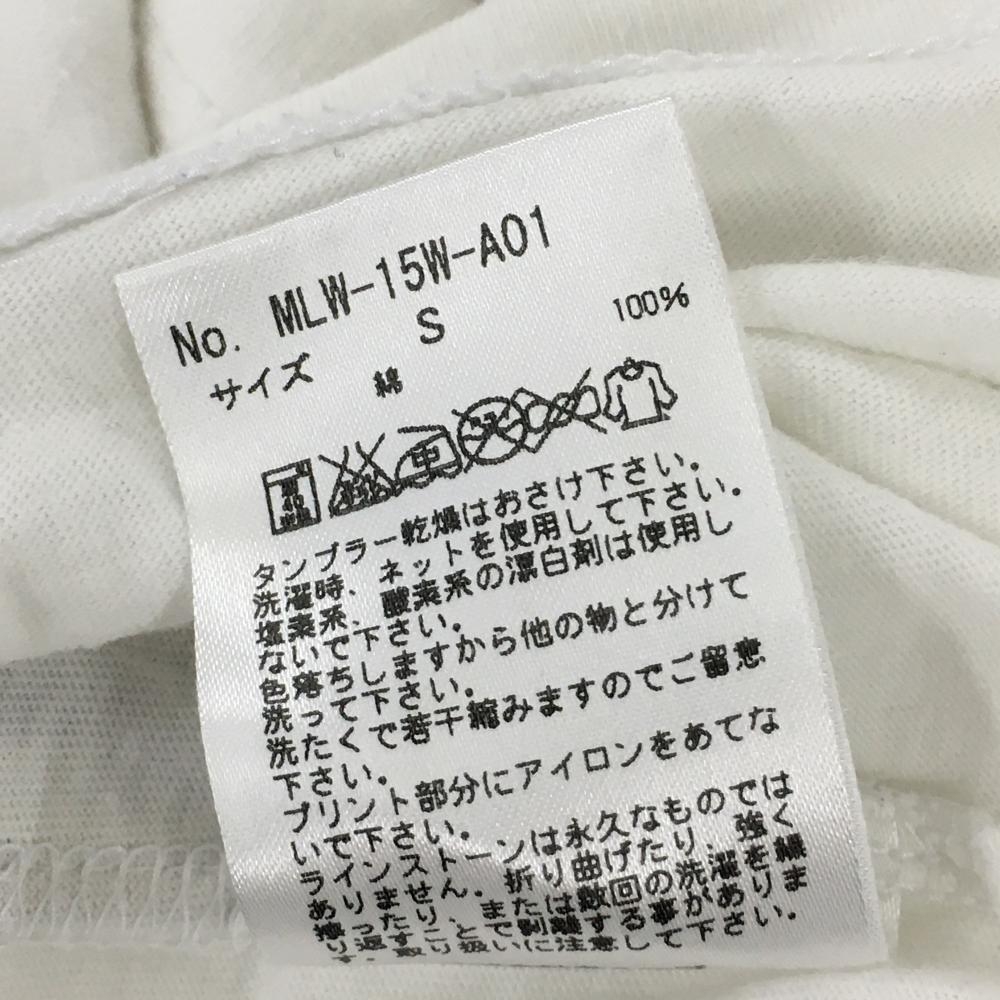 No. MLW-15W-A01
サイズ S
綿 100%
中
タンブラー乾燥はおさけ下さい。
洗濯時、ネットを使用して下さい。
塩素系、酸素系の漂白剤は使用し
ないで下さい。
色落ちしますから他の物と分けて
洗って下さい。
洗たくで若干縮みますのでご留意
下さい。
プリント部分にアイロンをあてな
いで下さい。
ラインストーンは永久なものでは
ありません。折り曲げたり、強く
擦ったり、または数回の洗濯を繰
り返すことで剥離する事がありま
す。取り扱いに注意して下さい。